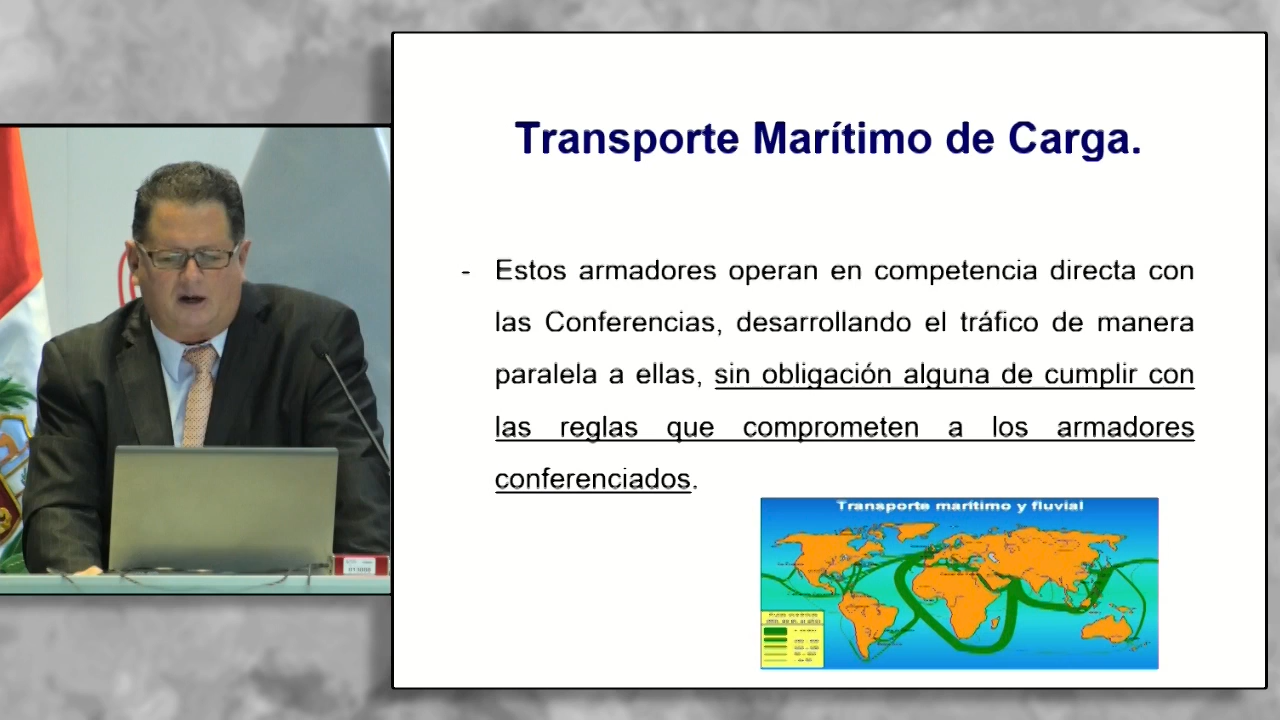 Transporte Marítimo de Carga.
- Estos armadores operan en competencia directa con
las Conferencias, desarrollando el tráfico de manera
paralela a ellas, sin obligación alguna de cumplir con
las reglas que comprometen a los armadores
conferenciados.
Transporte marítimo y fluvial